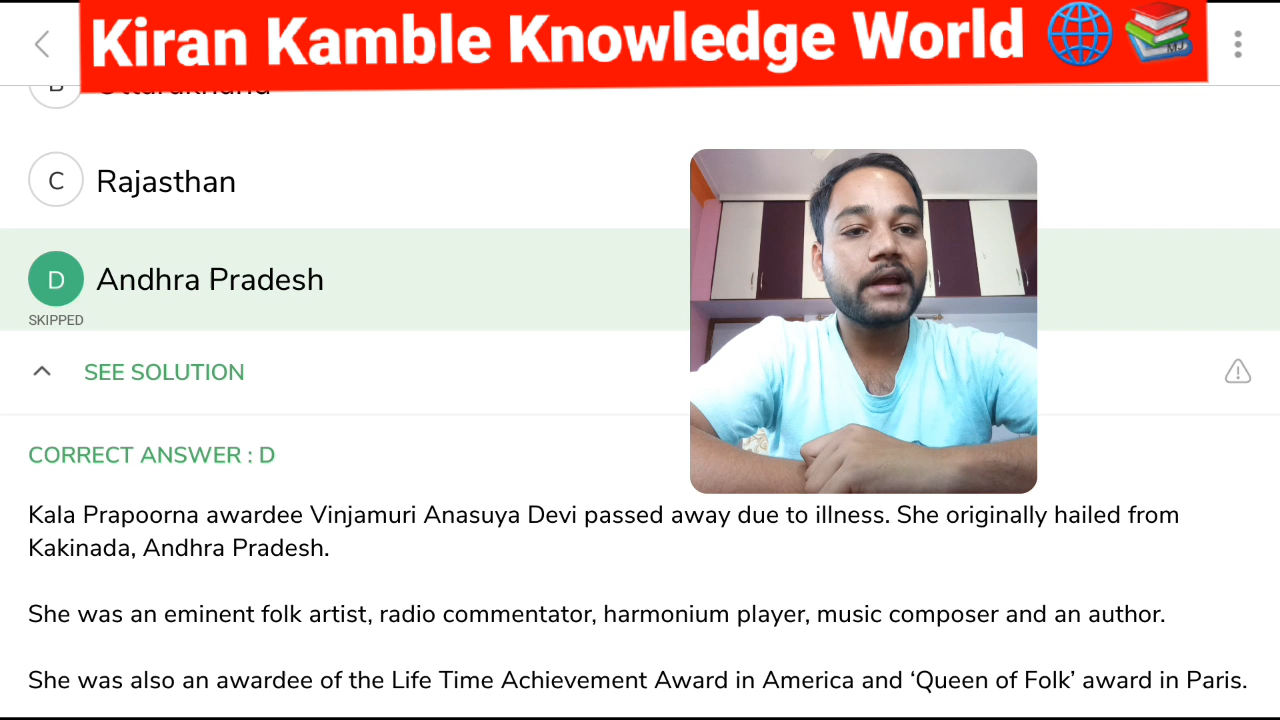 Kiran Kamble Knowledge World
MJ
B Uttarakhand
C Rajasthan
D Andhra Pradesh
SKIPPED
SEE SOLUTION
CORRECT ANSWER : D
Kala Prapoorna awardee Vinjamuri Anasuya Devi passed away due to illness. She originally hailed from
Kakinada, Andhra Pradesh.
She was an eminent folk artist, radio commentator, harmonium player, music composer and an author.
She was also an awardee of the Life Time Achievement Award in America and ‘Queen of Folk’ award in Paris.